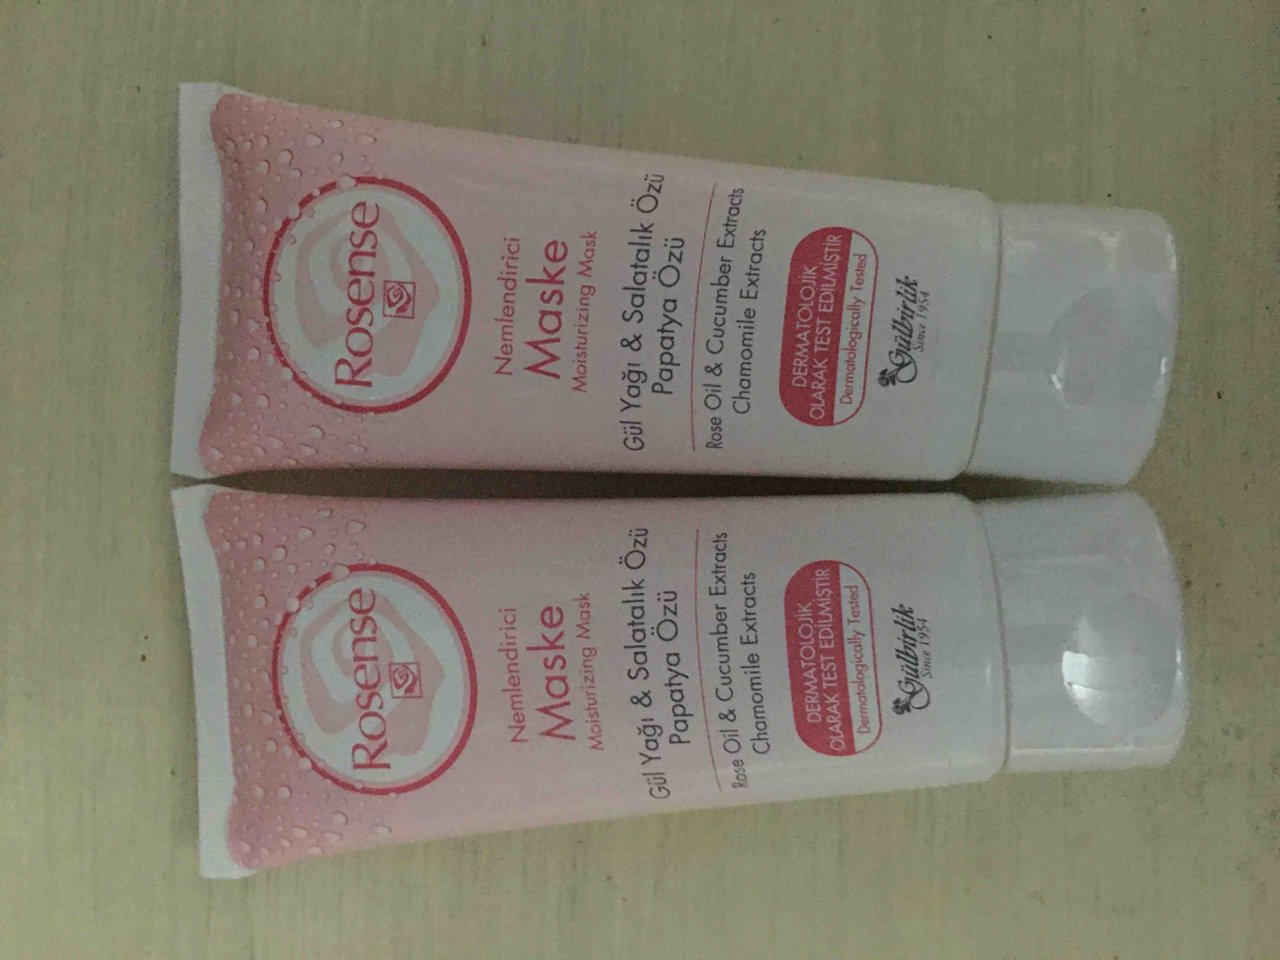 Rosense
Nemlendirici
Maske
Moisturizing Mask
Gül Yağı & Salatalık Özü
Papatya Özü
Rose Oil & Cucumber Extracts
Chamomile Extracts
DERMATOLOJİK
OLARAK TEST EDİLMİŞTİR
Dermatologically Tested
Gülbirlik
Since 1954
Rosense
Nemlendirici
Maske
Moisturizing Mask
Gül Yağı & Salatalık Özü
Papatya Özü
Rose Oil & Cucumber Extracts
Chamomile Extracts
DERMATOLOJİK
OLARAK TEST EDİLMİŞTİR
Dermatologically Tested
Gülbirlik
Since 1954